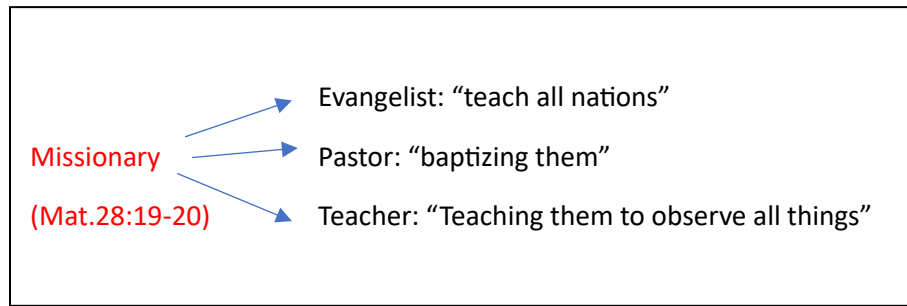 Evangelist: “teach all nations”
Missionary
Pastor: “baptizing them”
(Mat.28:19-20)
Teacher: “Teaching them to observe all things”